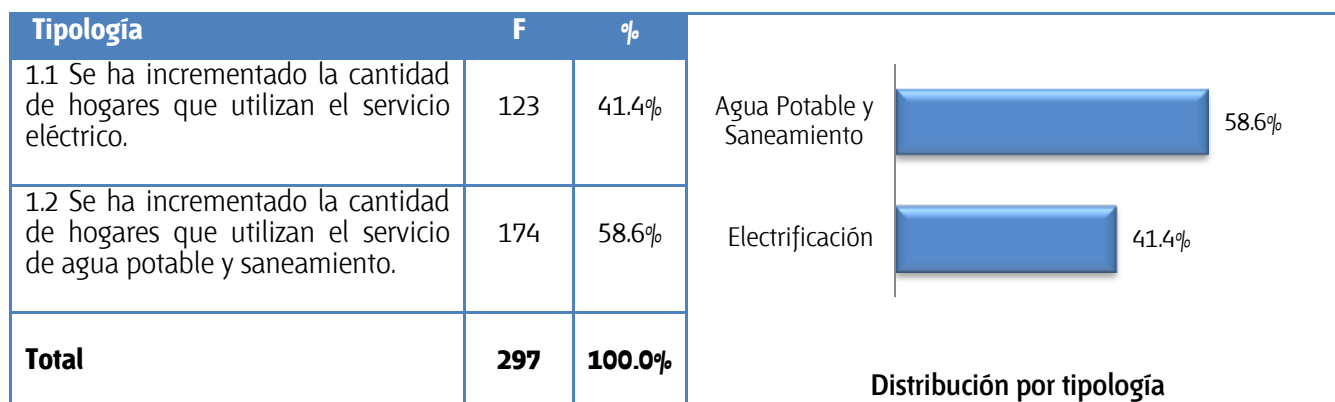 Tipología F %
1.1 Se ha incrementado la cantidad
de hogares que utilizan el servicio
eléctrico.
123 41.4%
1.2 Se ha incrementado la cantidad
de hogares que utilizan el servicio
de agua potable y saneamiento.
174 58.6%
Total 297 100.0%
Agua Potable y
Saneamiento
58.6%
Electrificación
41.4%
Distribución por tipología